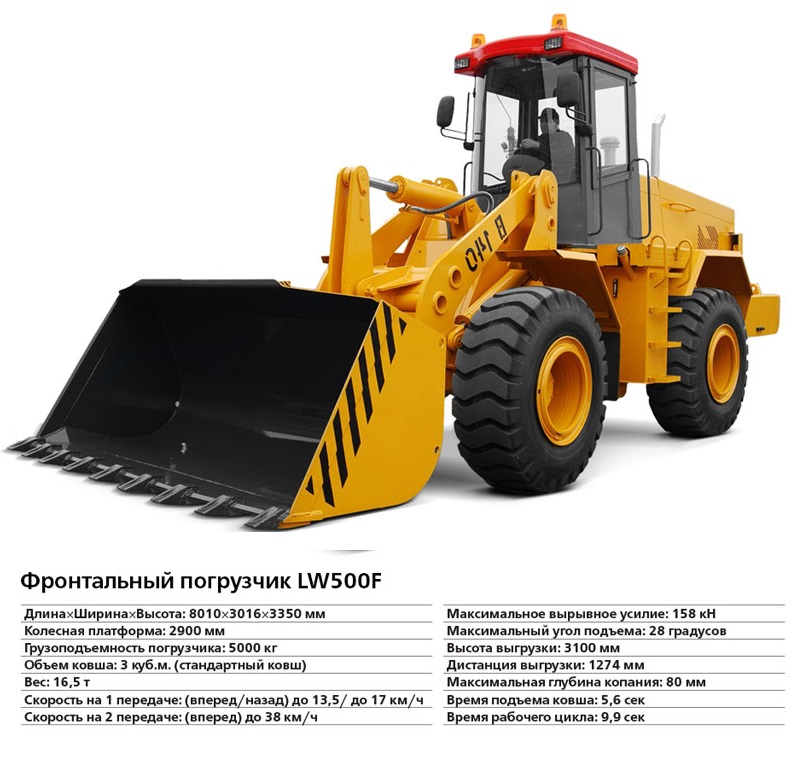 В 140
Фронтальный погрузчик LW500F
Длина×Ширина×Высота: 8010×3016×3350 мм
Колесная платформа: 2900 мм
Грузоподъемность погрузчика: 5000 кг
Объем ковша: 3 куб.м. (стандартный ковш)
Вес: 16,5 т
Скорость на 1 передаче: (вперед/назад) до 13,5/ до 17 км/ч
Скорость на 2 передаче: (вперед) до 38 км/ч
Максимальное вырывное усилие: 158 кН
Максимальный угол подъема: 28 градусов
Высота выгрузки: 3100 мм
Дистанция выгрузки: 1274 мм
Максимальная глубина копания: 80 мм
Время подъема ковша: 5,6 сек
Время рабочего цикла: 9,9 сек